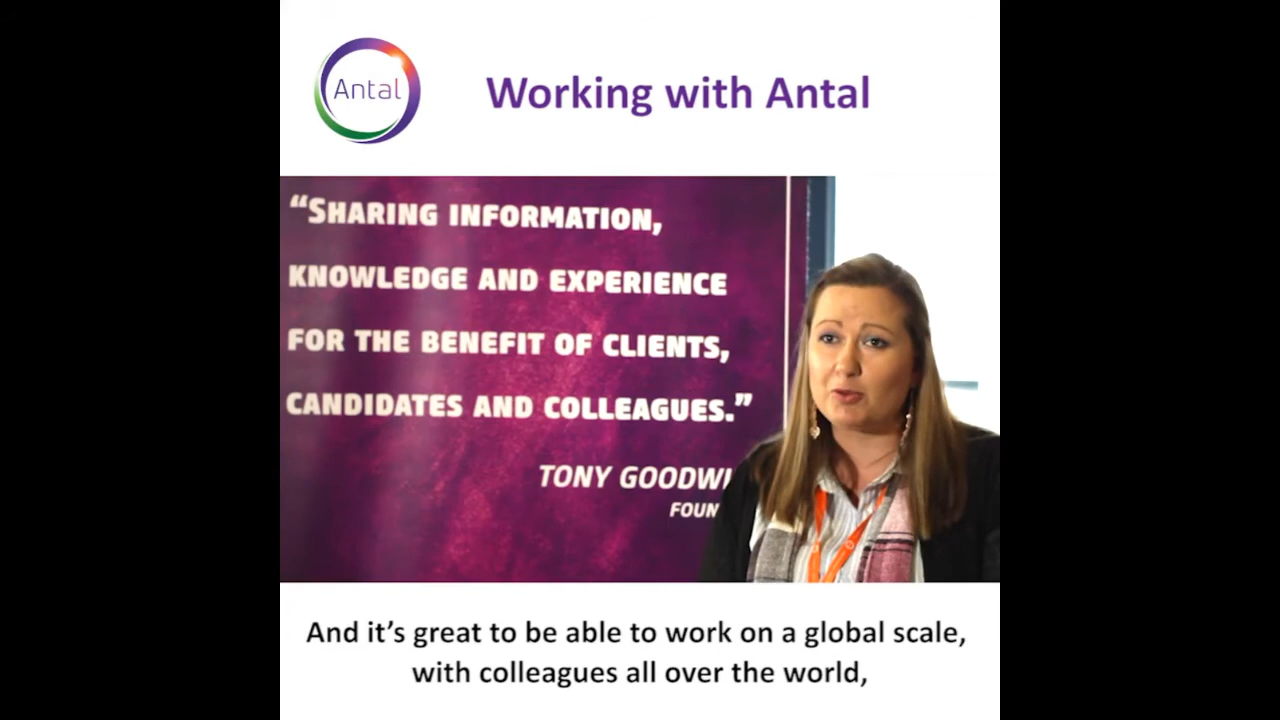 Antal
Working with Antal
“SHARING INFORMATION,
KNOWLEDGE AND EXPERIENCE
FOR THE BENEFIT OF CLIENTS,
CANDIDATES AND COLLEAGUES.”
TONY
And it’s great to be able to work on a global scale,
with colleagues all over the world,